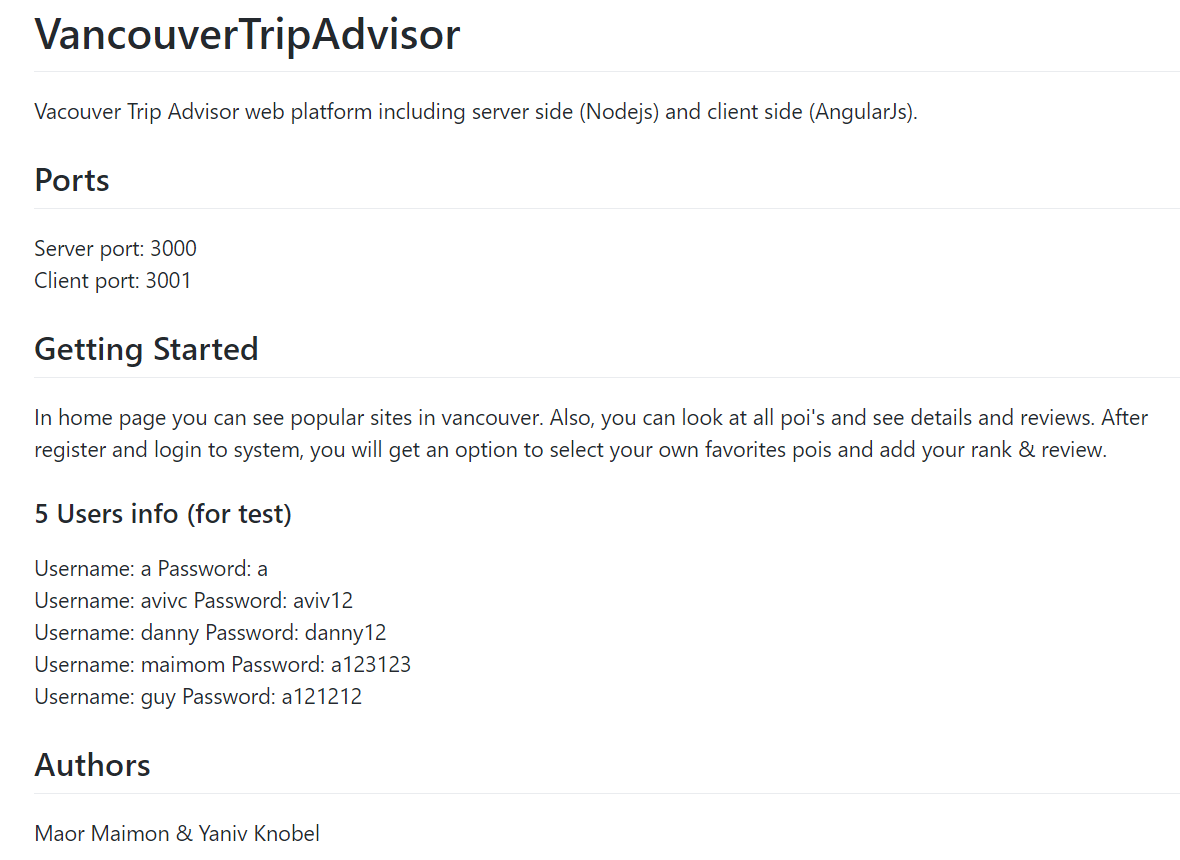 VancouverTripAdvisor
Vacouver Trip Advisor web platform including server side (Nodejs) and client side (AngularJs).
Ports
Server port: 3000
Client port: 3001
Getting Started
In home page you can see popular sites in vancouver. Also, you can look at all poi's and see details and reviews. After
register and login to system, you will get an option to select your own favorites pois and add your rank & review.
5 Users info (for test)
Username: a Password: a
Username: avivc Password: aviv12
Username: danny Password: danny12
Username: maimom Password: a123123
Username: guy Password: a121212
Authors
Maor Maimon & Yaniv Knobel